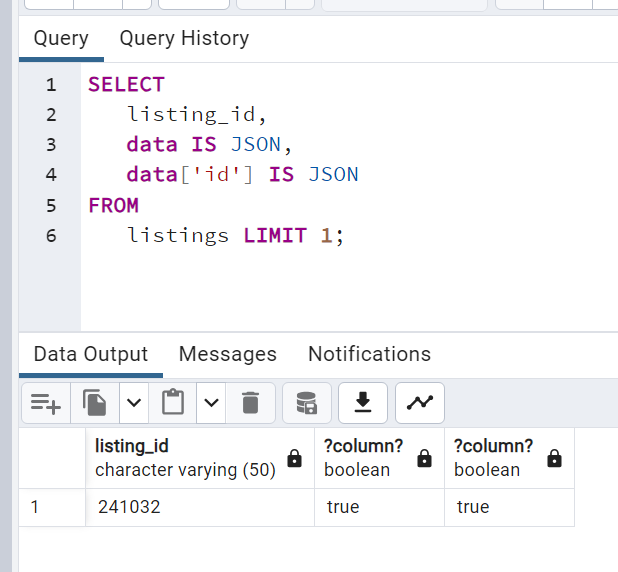 Query Query History
1 SELECT
2 listing_id,
3 data IS JSON,
4 data['id'] IS JSON
5 FROM
6 listings LIMIT 1;
Data Output Messages Notifications
listing_id ?column? ?column?
character varying (50) boolean boolean
1 241032 true true